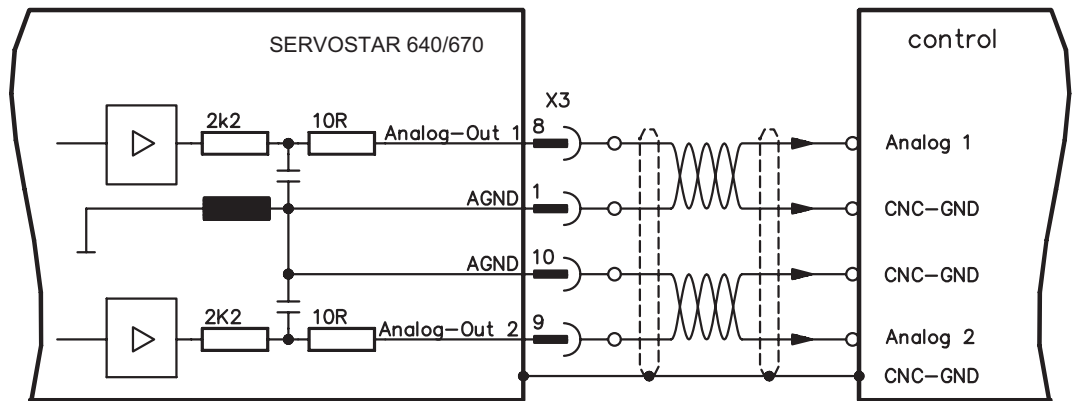 SERVOSTAR 640/670
control
X3
2k2
10R
Analog-Out 1
8
Analog 1
AGND
1
CNC-GND
AGND
10
CNC-GND
2K2
10R
Analog-Out 2
9
Analog 2
CNC-GND